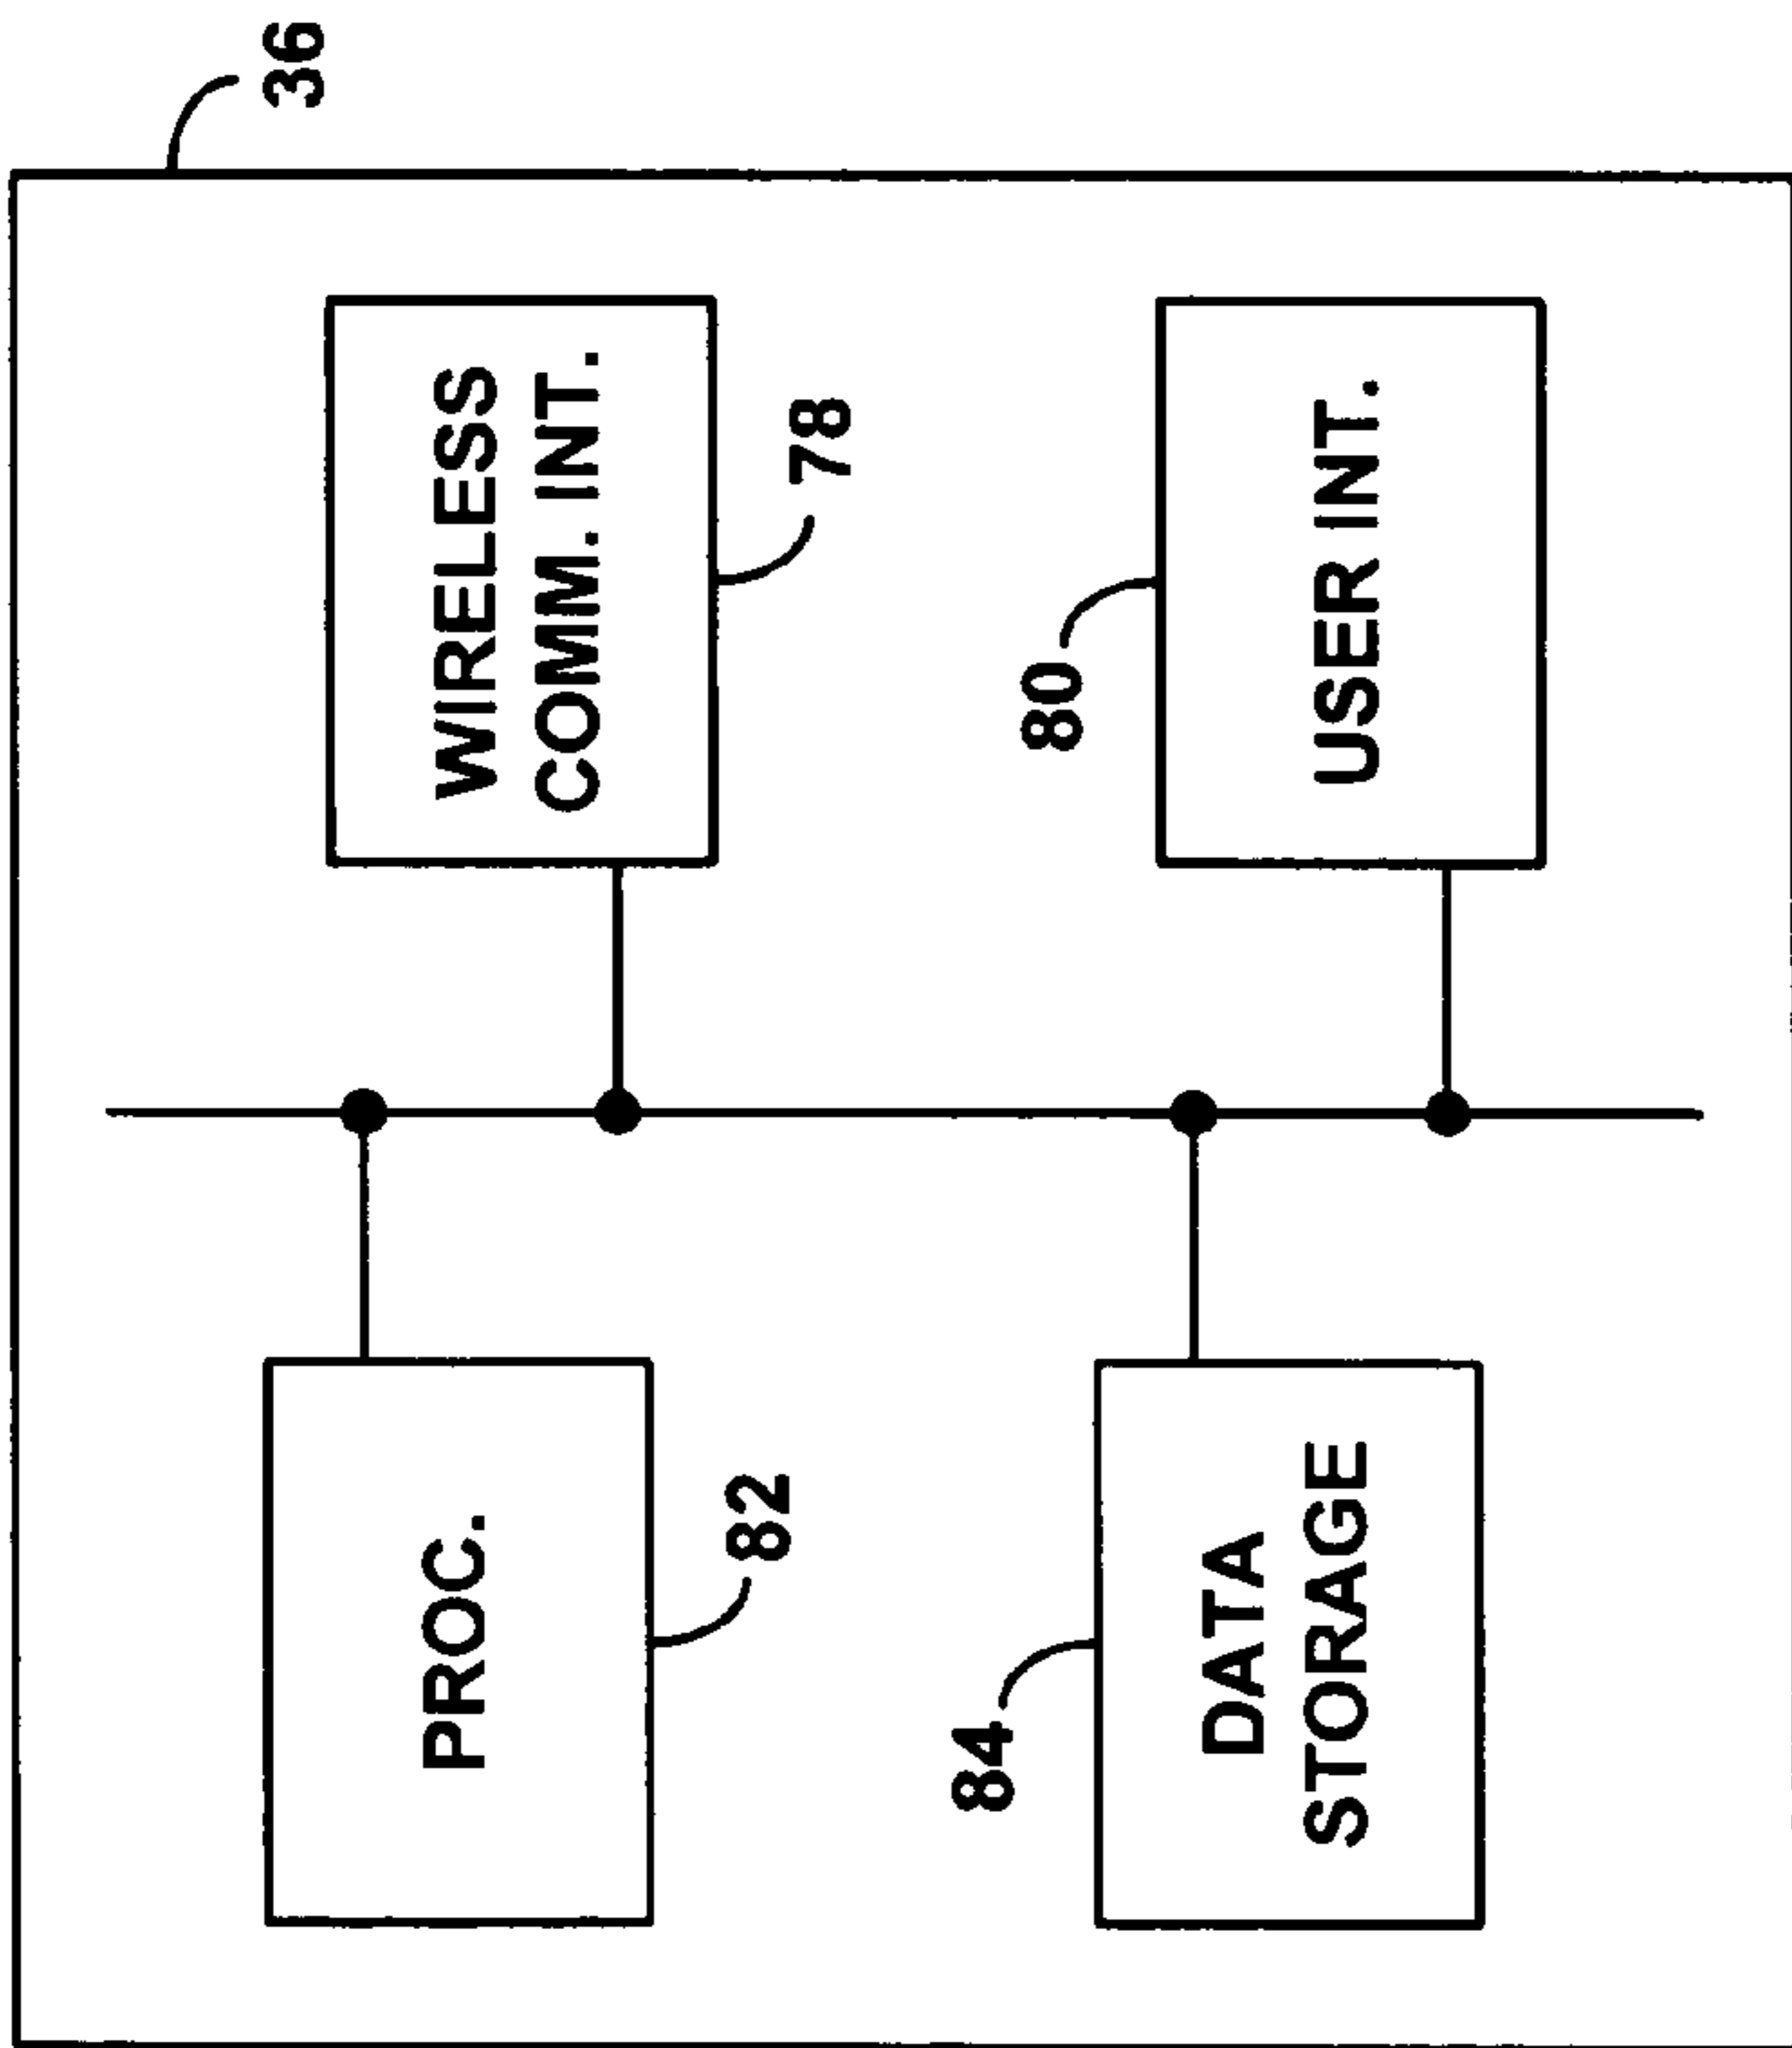 36
WIRELESS
COMM. INT.
78
80
USER INT.
PROC.
82
84
DATA
STORAGE